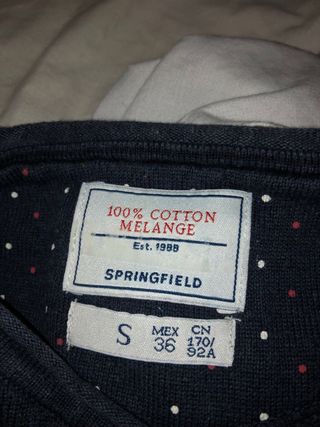 100% COTTON
MELANGE
Est. 1988
SPRINGFIELD
S MEX 36 CN 170/ 92A